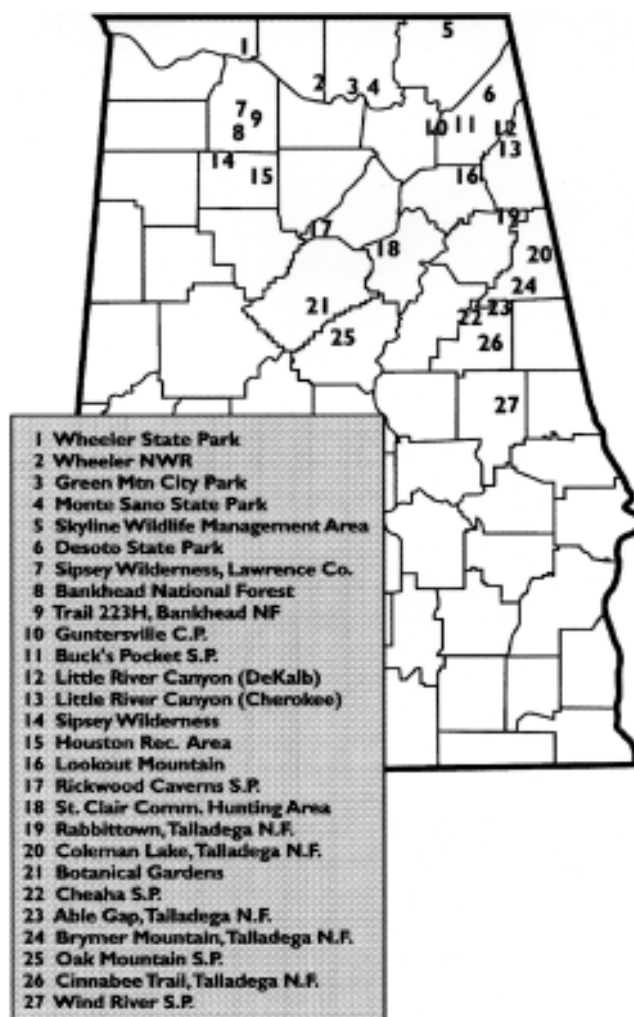 1
5
2
3 4
6
7 9
8
10 11 12
13
14
15
16
17
18
19
20
24
21
22 23
25
26
27
1 Wheeler State Park
2 Wheeler NWR
3 Green Mtn City Park
4 Monte Sano State Park
5 Skyline Wildlife Management Area
6 Desoto State Park
7 Sipsey Wilderness, Lawrence Co.
8 Bankhead National Forest
9 Trail 223H, Bankhead NF
10 Guntersville C.P.
11 Buck's Pocket S.P.
12 Little River Canyon (DeKalb)
13 Little River Canyon (Cherokee)
14 Sipsey Wilderness
15 Houston Rec. Area
16 Lookout Mountain
17 Rickwood Caverns S.P.
18 St. Clair Comm. Hunting Area
19 Rabbittown, Talladega N.F.
20 Coleman Lake, Talladega N.F.
21 Botanical Gardens
22 Cheaha S.P.
23 Able Gap, Talladega N.F.
24 Brymer Mountain, Talladega N.F.
25 Oak Mountain S.P.
26 Cinnabee Trail, Talladega N.F.
27 Wind River S.P.